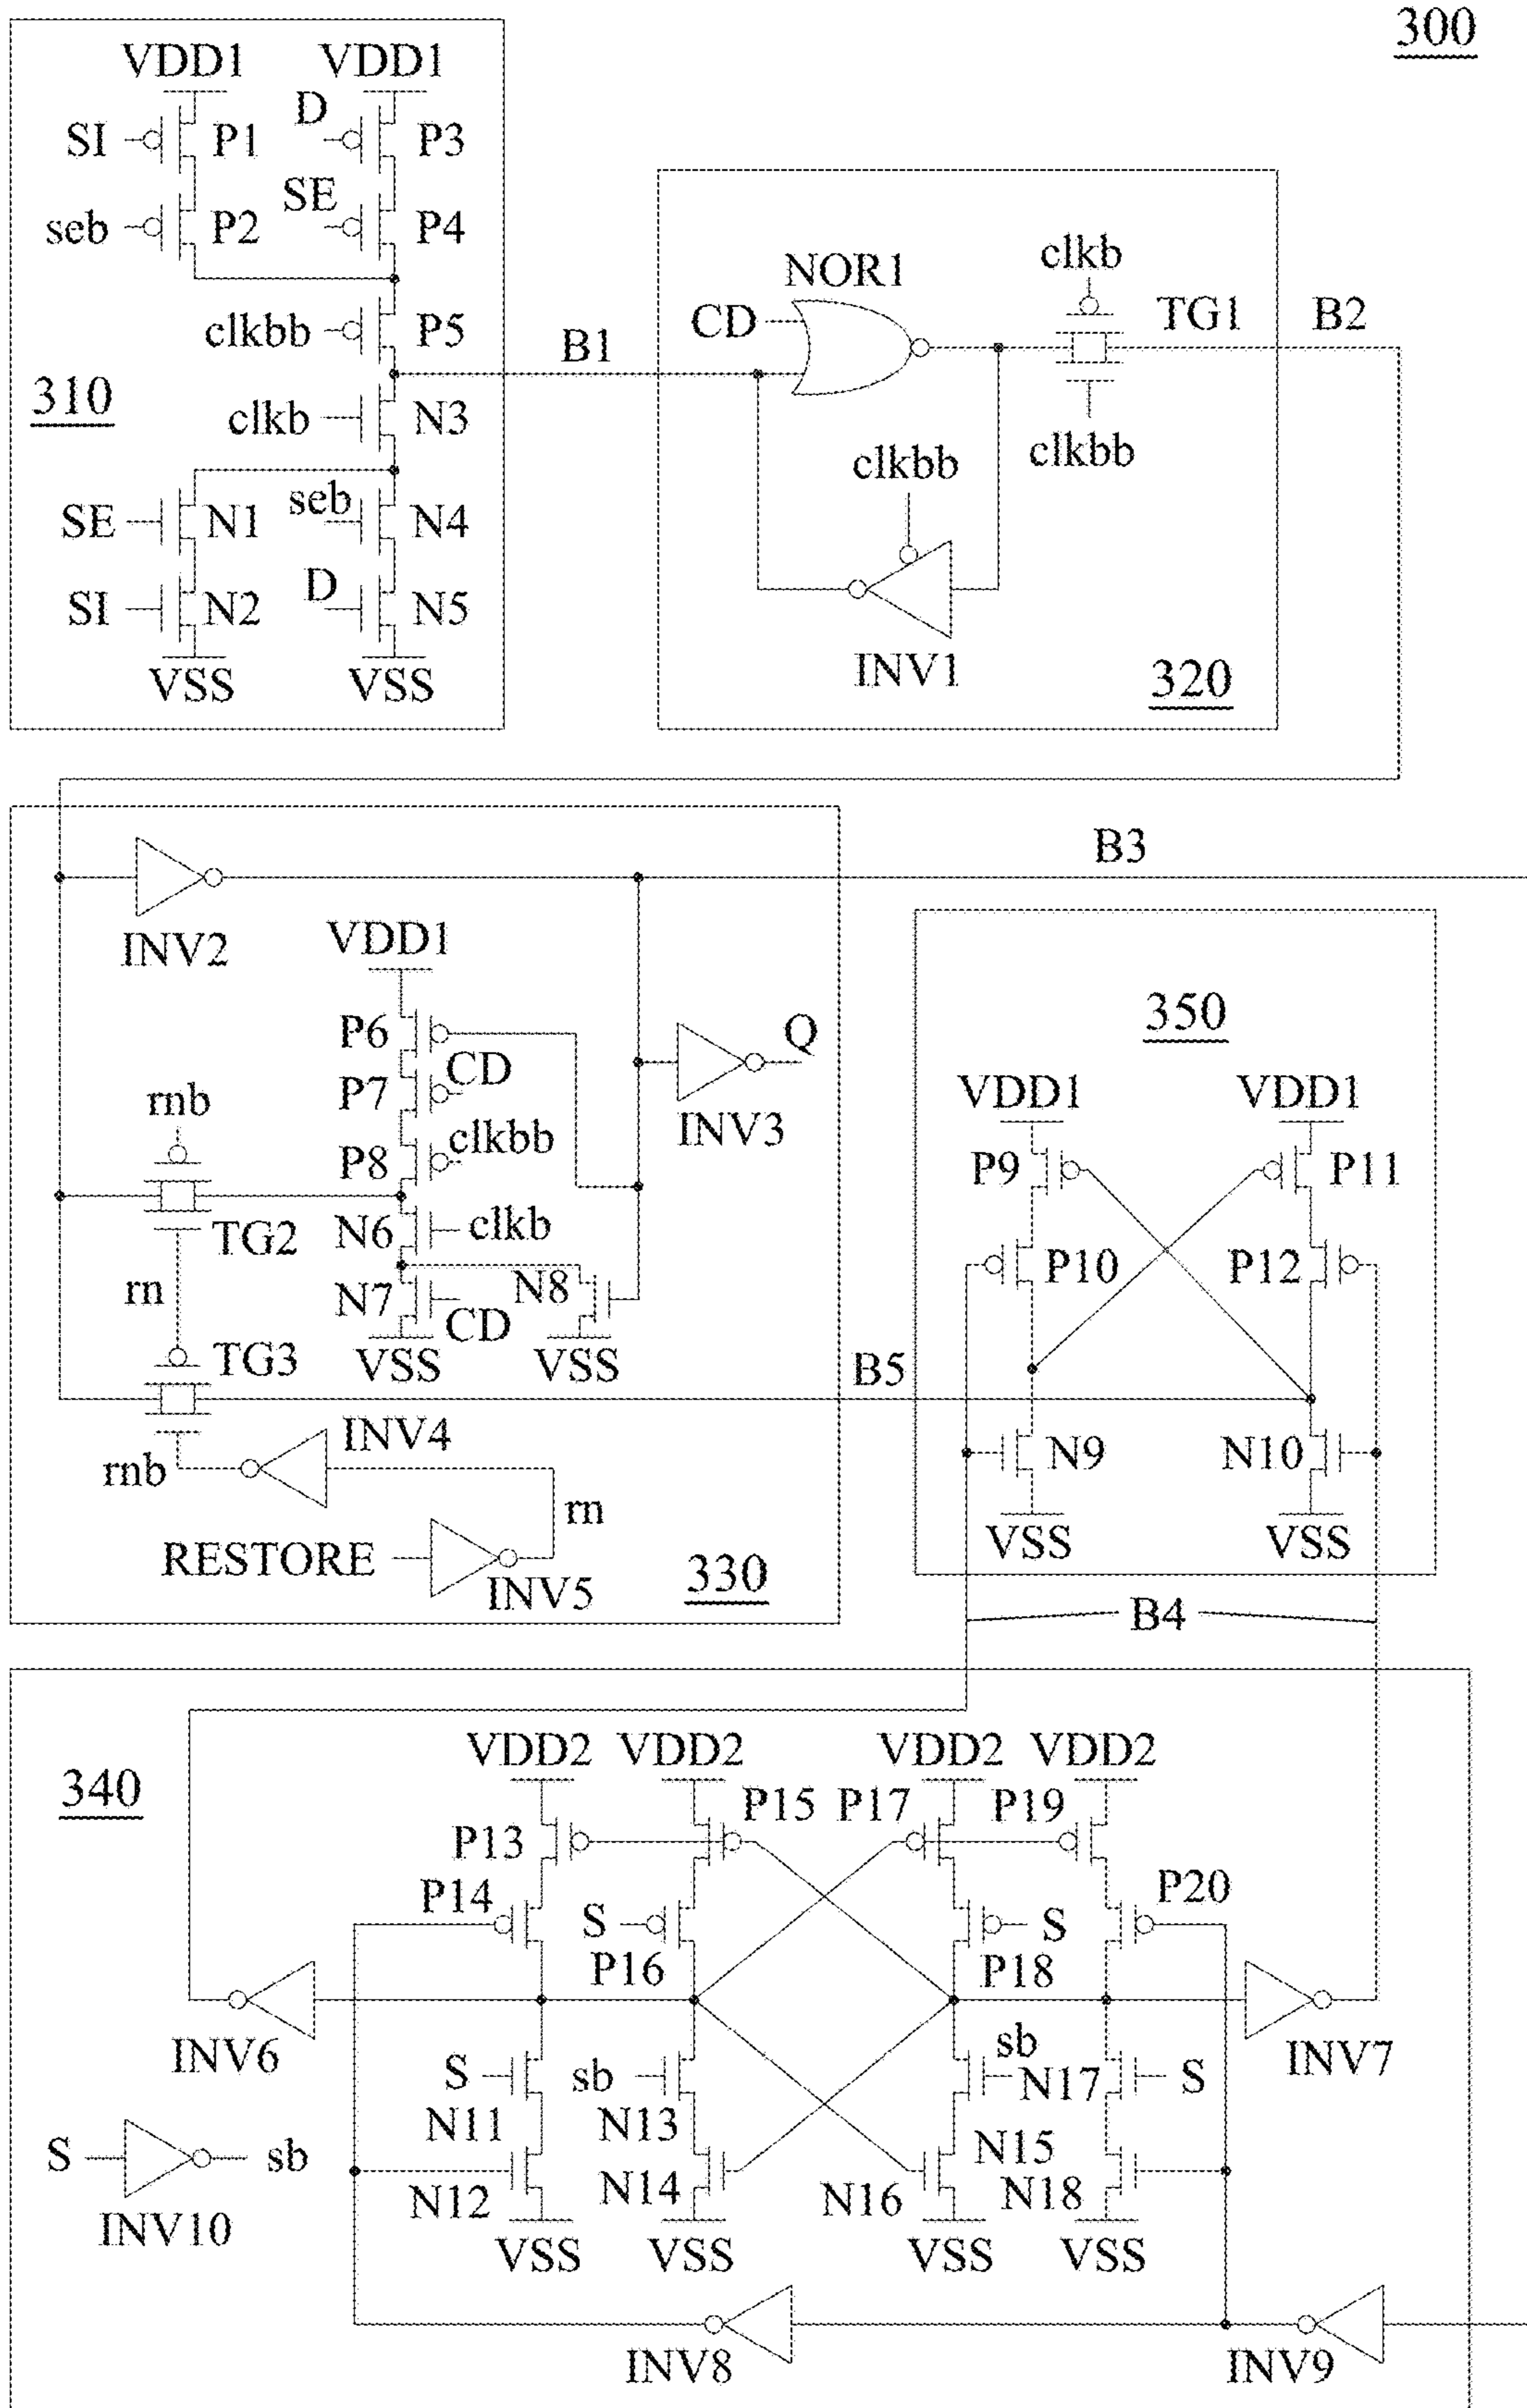 300
VDD1 VDD1
D
SI P1 P3
SE
seb P2 P4
clkbb P5
310
clkb N3
seb
SE N1 N4
D
SI N2 N5
VSS VSS
B1
clkb
NOR1
CD TG1 B2
clkbb
clkbb
INV1
320
B3
INV2
VDD1
P6
CD
P7
clkbb
P8
Q
INV3
rnb
TG2
N6 clkb
N8
rn
N7
CD
VSS VSS
TG3
B5
INV4
rnb
rn
RESTORE
INV5
330
350
VDD1 VDD1
P9 P11
P10 P12
N9 N10
VSS VSS
B4
340
VDD2 VDD2 VDD2 VDD2
P15 P17 P19
P13
P14 P20
S S
P16 P18
INV6 INV7
sb
S sb N17 S
N11 N13
N15
S sb
N12 N14 N16 N18
INV10
VSS VSS VSS VSS
INV8 INV9